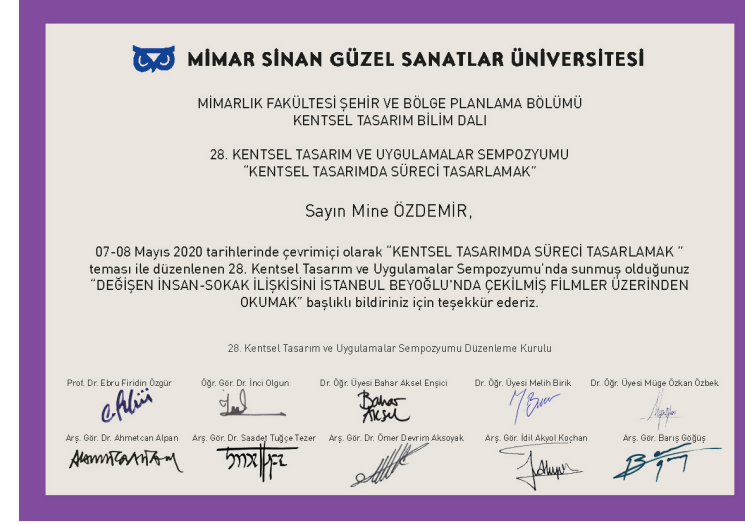 MİMAR SİNAN GÜZEL SANATLAR ÜNİVERSİTESİ
MİMARLIK FAKÜLTESİ ŞEHİR VE BÖLGE PLANLAMA BÖLÜMÜ
KENTSEL TASARIM BİLİM DALI
28. KENTSEL TASARIM VE UYGULAMALAR SEMPOZYUMU
"KENTSEL TASARIMDA SÜRECİ TASARLAMAK"
Sayın Mine ÖZDEMİR,
07-08 Mayıs 2020 tarihlerinde çevrimiçi olarak "KENTSEL TASARIMDA SÜRECİ TASARLAMAK "
teması ile düzenlenen 28. Kentsel Tasarım ve Uygulamalar Sempozyumu'nda sunmuş olduğunuz
"DEĞİŞEN İNSAN-SOKAK İLİŞKİSİNİ İSTANBUL BEYOĞLU'NDA ÇEKİLMİŞ FİLMLER ÜZERİNDEN
OKUMAK" başlıklı bildiriniz için teşekkür ederiz.
28. Kentsel Tasarım ve Uygulamalar Sempozyumu Düzenleme Kurulu
Prof. Dr. Ebru Firidin Özgür Öğr. Gör. Dr. İnci Olgun Dr. Öğr. Üyesi Bahar Aksel Enşici Dr. Öğr. Üyesi Melih Birik Dr. Öğr. Üyesi Müge Özkan Özbek
Bahar
Aksel
Arş. Gör. Dr. Ahmetcan Alpan Arş. Gör. Dr. Saadet Tuğçe Tezer Arş. Gör. Dr. Ömer Devrim Aksoyak Arş. Gör. İdil Akyol Koçhan Arş. Gör. Barış Göğüş